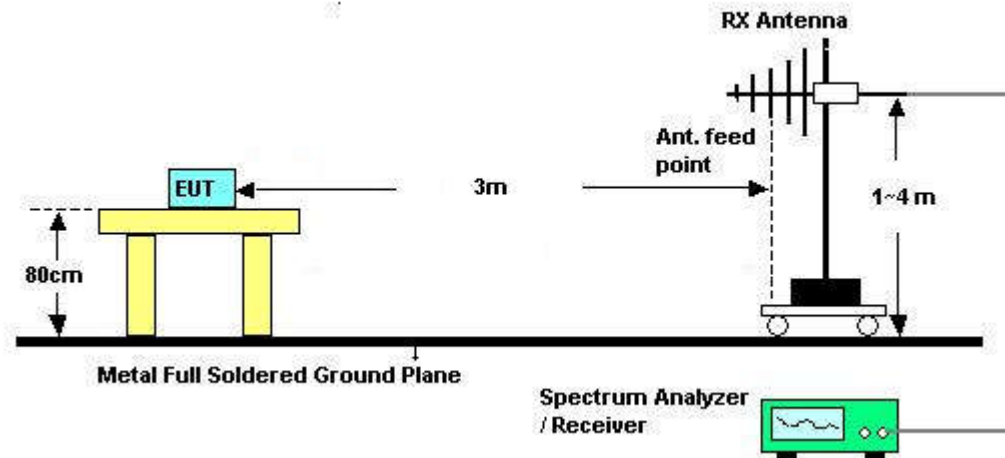 RX Antenna
Ant. feed
point
EUT
3m
1~4 m
80cm
Metal Full Soldered Ground Plane
Spectrum Analyzer
/ Receiver